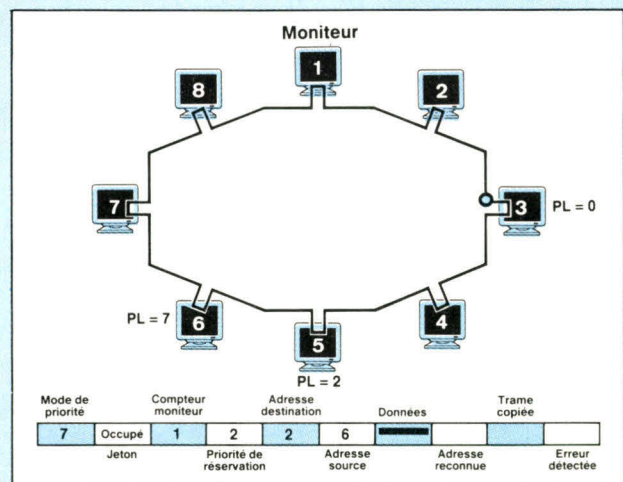 Moniteur
1
8
2
7
3
PL = 0
PL = 7
6
4
5
PL = 2
Mode de priorité
Compteur moniteur
Adresse destination
Données
Trame copiée
7
Occupé
1
2
2
6
Jeton
Priorité de réservation
Adresse source
Adresse reconnue
Erreur détectée